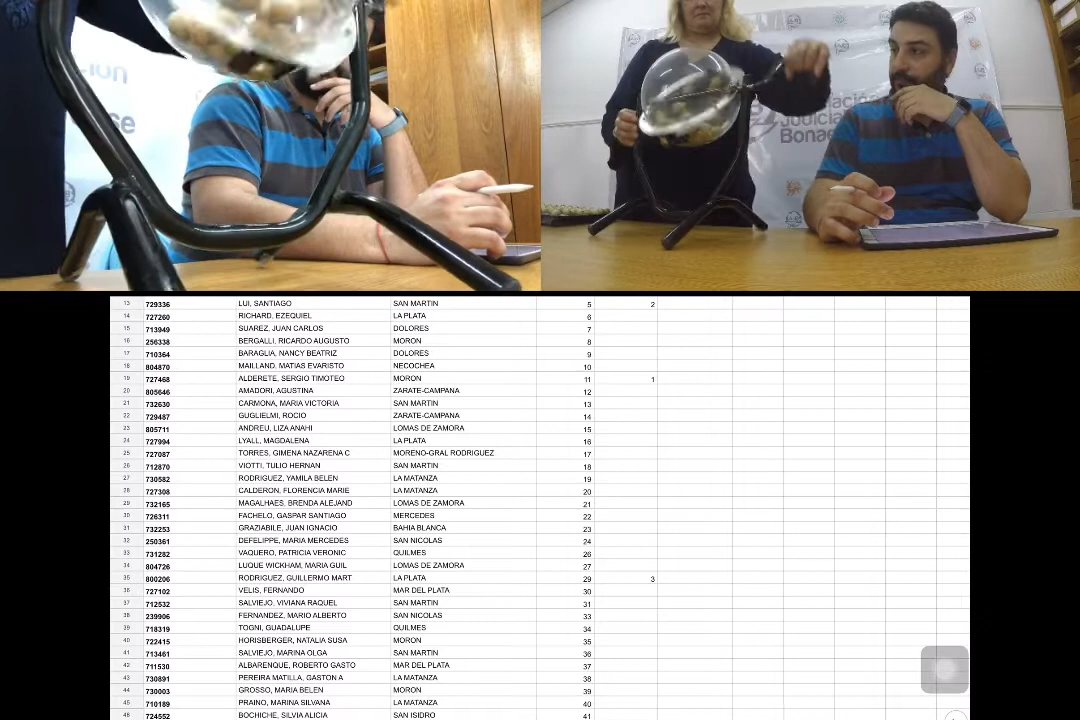 se
Judicial
Bonae
13 729336 LUI, SANTIAGO SAN MARTIN 5 2
14 727260 RICHARD, EZEQUIEL LA PLATA 6
15 713949 SUAREZ, JUAN CARLOS DOLORES 7
16 256338 BERGALLI, RICARDO AUGUSTO MORON 8
17 710364 BARAGLIA, NANCY BEATRIZ DOLORES 9
18 804870 MAILLAND, MATIAS EVARISTO NECOCHEA 10
19 727468 ALDERETE, SERGIO TIMOTEO MORON 11 1
20 805646 AMADORI, AGUSTINA ZARATE-CAMPANA 12
21 732630 CARMONA, MARIA VICTORIA SAN MARTIN 13
22 729487 GUGLIELMI, ROCIO ZARATE-CAMPANA 14
23 805711 ANDREU, LIZA ANAHI LOMAS DE ZAMORA 15
24 727994 LYALL, MAGDALENA LA PLATA 16
25 727087 TORRES, GIMENA NAZARENA C MORENO-GRAL RODRIGUEZ 17
26 712870 VIOTTI, TULIO HERNAN SAN MARTIN 18
27 730582 RODRIGUEZ, YAMILA BELEN LA MATANZA 19
28 727308 CALDERON, FLORENCIA MARIE LA MATANZA 20
29 732165 MAGALHAES, BRENDA ALEJAND LOMAS DE ZAMORA 21
30 726311 FACHELO, GASPAR SANTIAGO MERCEDES 22
31 732253 GRAZIABILE, JUAN IGNACIO BAHIA BLANCA 23
32 250361 DEFELIPPE, MARIA MERCEDES SAN NICOLAS 24
33 731282 VAQUERO, PATRICIA VERONIC QUILMES 26
34 804726 LUQUE WICKHAM, MARIA GUIL LOMAS DE ZAMORA 27
35 800206 RODRIGUEZ, GUILLERMO MART LA PLATA 29 3
36 727102 VELIS, FERNANDO MAR DEL PLATA 30
37 712532 SALVIEJO, VIVIANA RAQUEL SAN MARTIN 31
38 239906 FERNANDEZ, MARIO ALBERTO SAN NICOLAS 33
39 718319 TOGNI, GUADALUPE QUILMES 34
40 722415 HORISBERGER, NATALIA SUSA MORON 35
41 713461 SALVIEJO, MARINA OLGA SAN MARTIN 36
42 711530 ALBARENQUE, ROBERTO GASTO MAR DEL PLATA 37
43 730891 PEREIRA MATILLA, GASTON A LA MATANZA 38
44 730003 GROSSO, MARIA BELEN MORON 39
45 710189 PRAINO, MARINA SILVANA LA MATANZA 40
46 724552 BOCHICHE, SILVIA ALICIA SAN ISIDRO 41